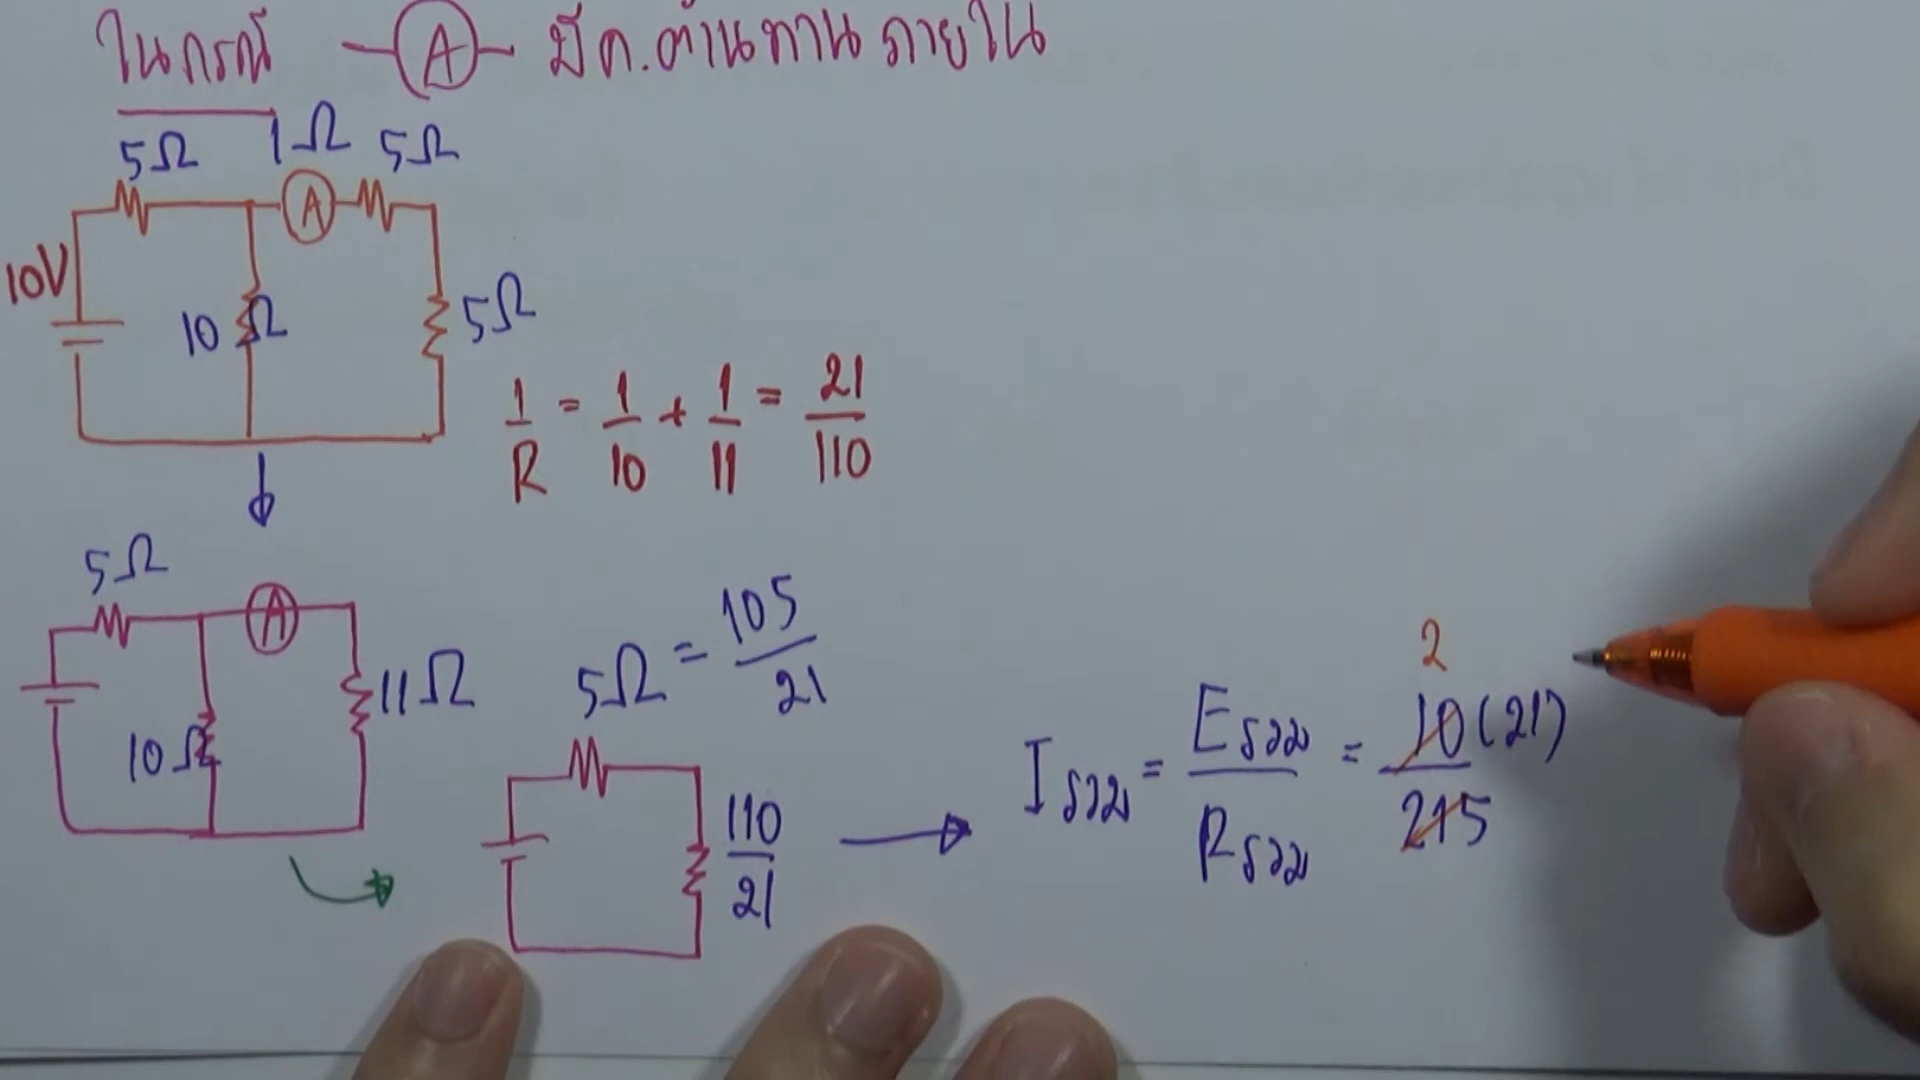 ในกรณี A มีค.ต้านทานภายใน
5Ω 1Ω 5Ω
A
10V
10 Ω
5Ω
1/R = 1/10 + 1/11 = 21/110
5Ω
A
10Ω
11Ω
5Ω = 105/21
110/21
2
Iรวม = Eรวม/Rรวม = 10(21)/215